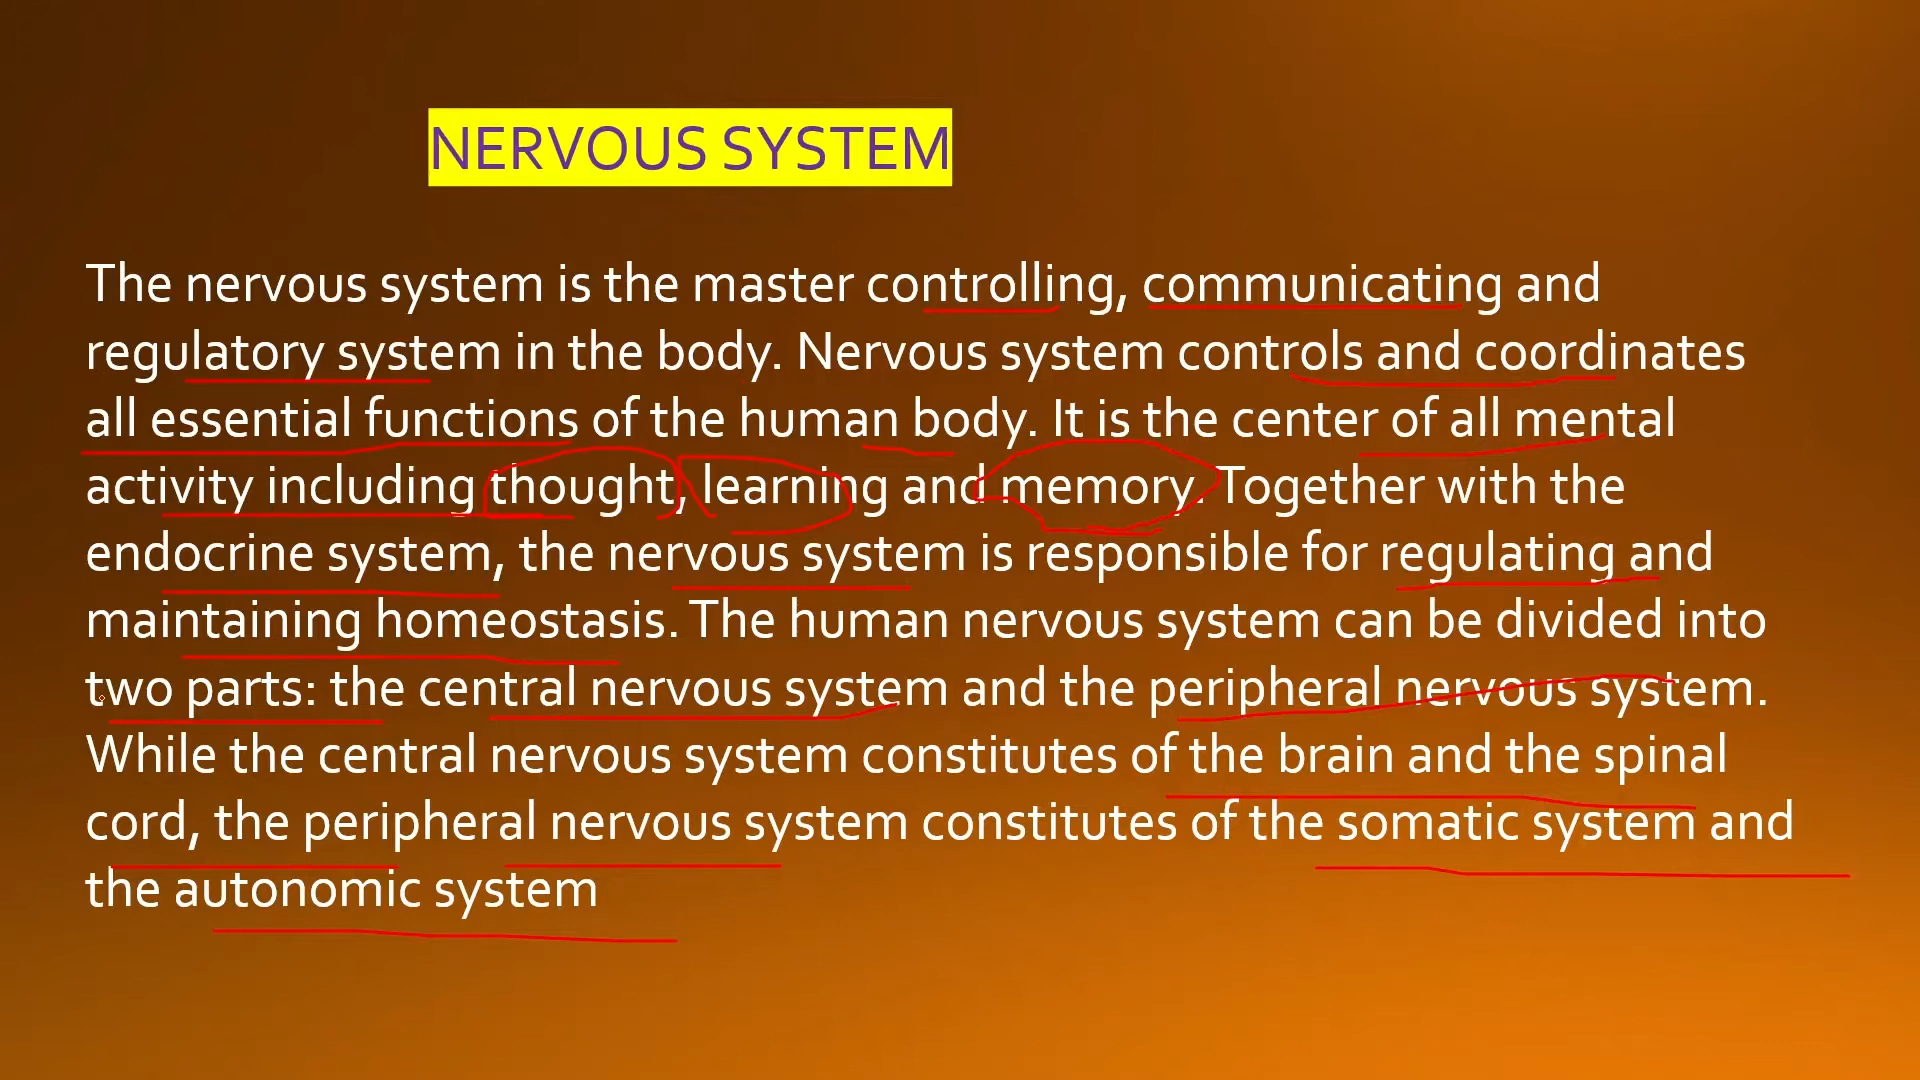 NERVOUS SYSTEM
The nervous system is the master controlling, communicating and
regulatory system in the body. Nervous system controls and coordinates
all essential functions of the human body. It is the center of all mental
activity including thought, learning and memory. Together with the
endocrine system, the nervous system is responsible for regulating and
maintaining homeostasis. The human nervous system can be divided into
two parts: the central nervous system and the peripheral nervous system.
While the central nervous system constitutes of the brain and the spinal
cord, the peripheral nervous system constitutes of the somatic system and
the autonomic system